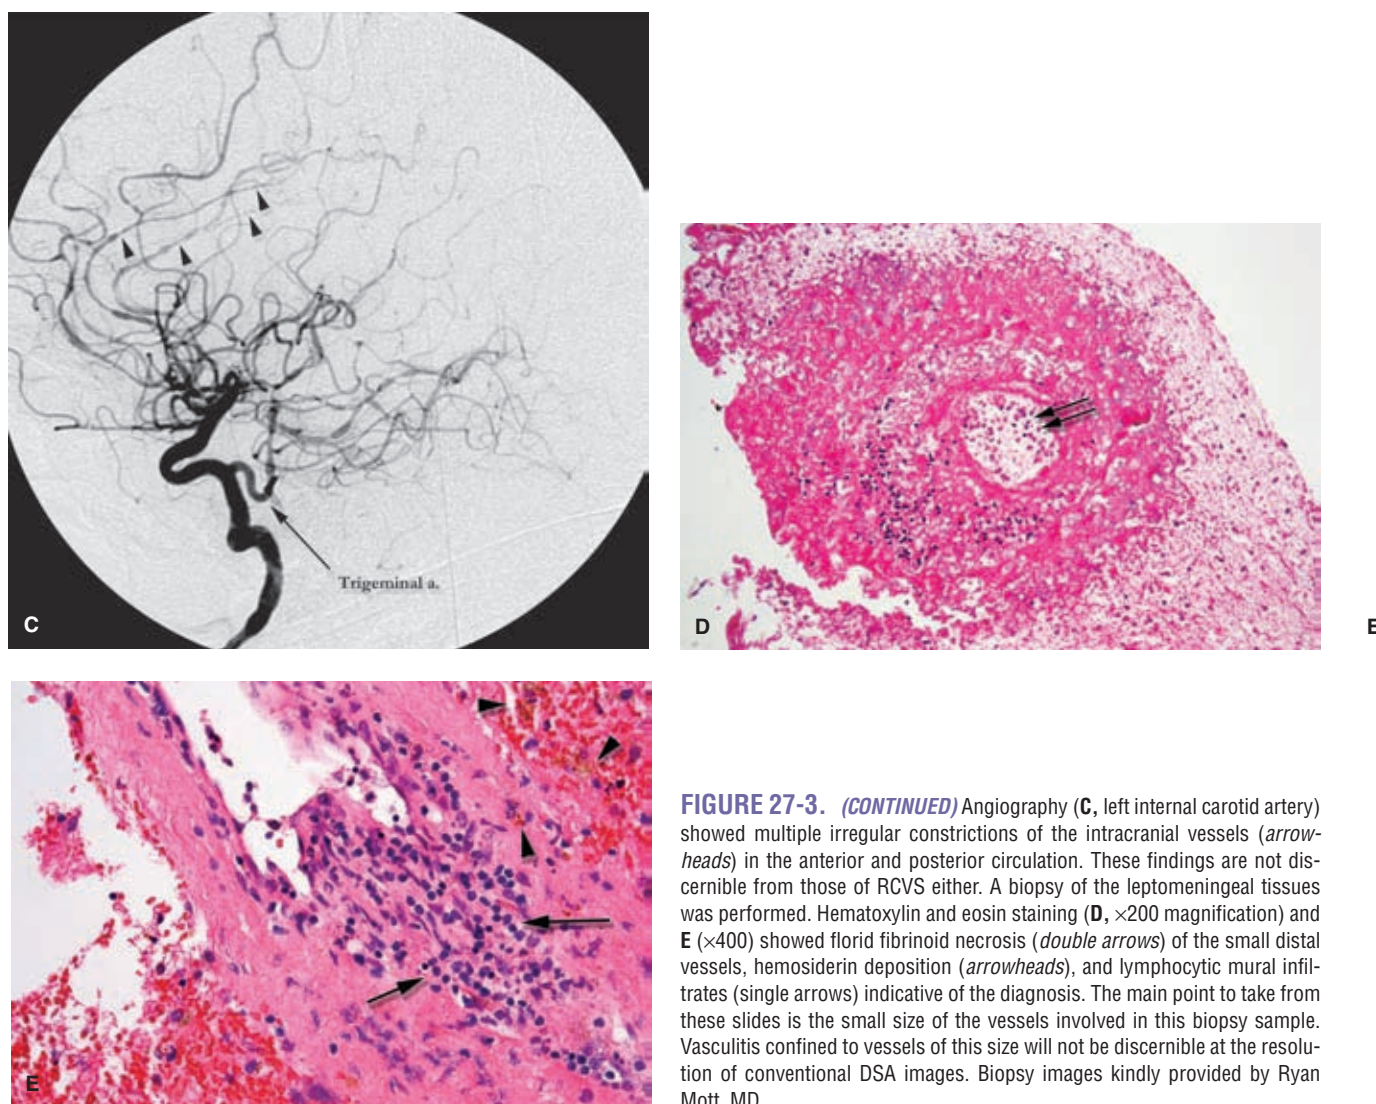 Trigeminal a.
C
D
E
E
FIGURE 27-3. (CONTINUED) Angiography (C, left internal carotid artery)
showed multiple irregular constrictions of the intracranial vessels (arrow-
heads) in the anterior and posterior circulation. These findings are not dis-
cernible from those of RCVS either. A biopsy of the leptomeningeal tissues
was performed. Hematoxylin and eosin staining (D, ×200 magnification) and
E (×400) showed florid fibrinoid necrosis (double arrows) of the small distal
vessels, hemosiderin deposition (arrowheads), and lymphocytic mural infil-
trates (single arrows) indicative of the diagnosis. The main point to take from
these slides is the small size of the vessels involved in this biopsy sample.
Vasculitis confined to vessels of this size will not be discernible at the resolu-
tion of conventional DSA images. Biopsy images kindly provided by Ryan
Mott, MD